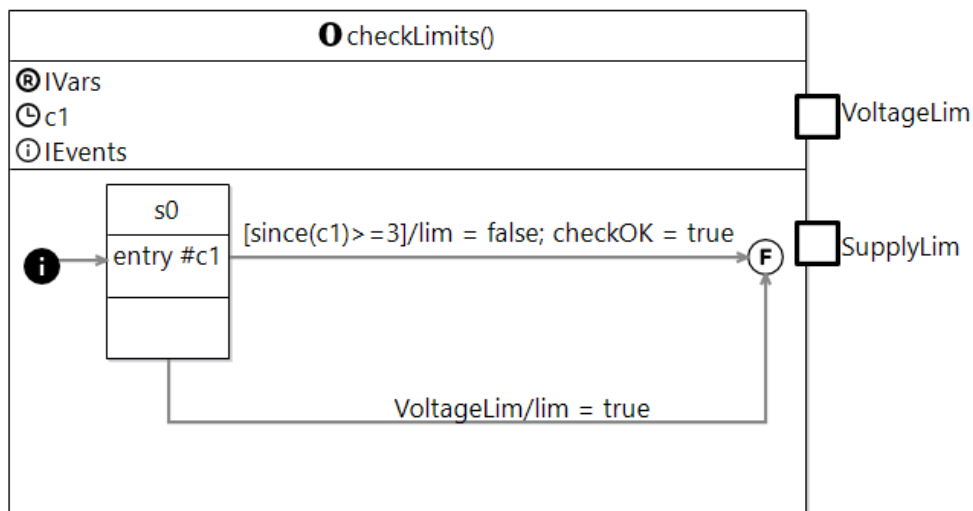 O checkLimits()
R IVars
c1
i IEvents
VoltageLim
s0
[since(c1)>=3]/lim = false; checkOK = true
SupplyLim
i
entry #c1
F
VoltageLim/lim = true